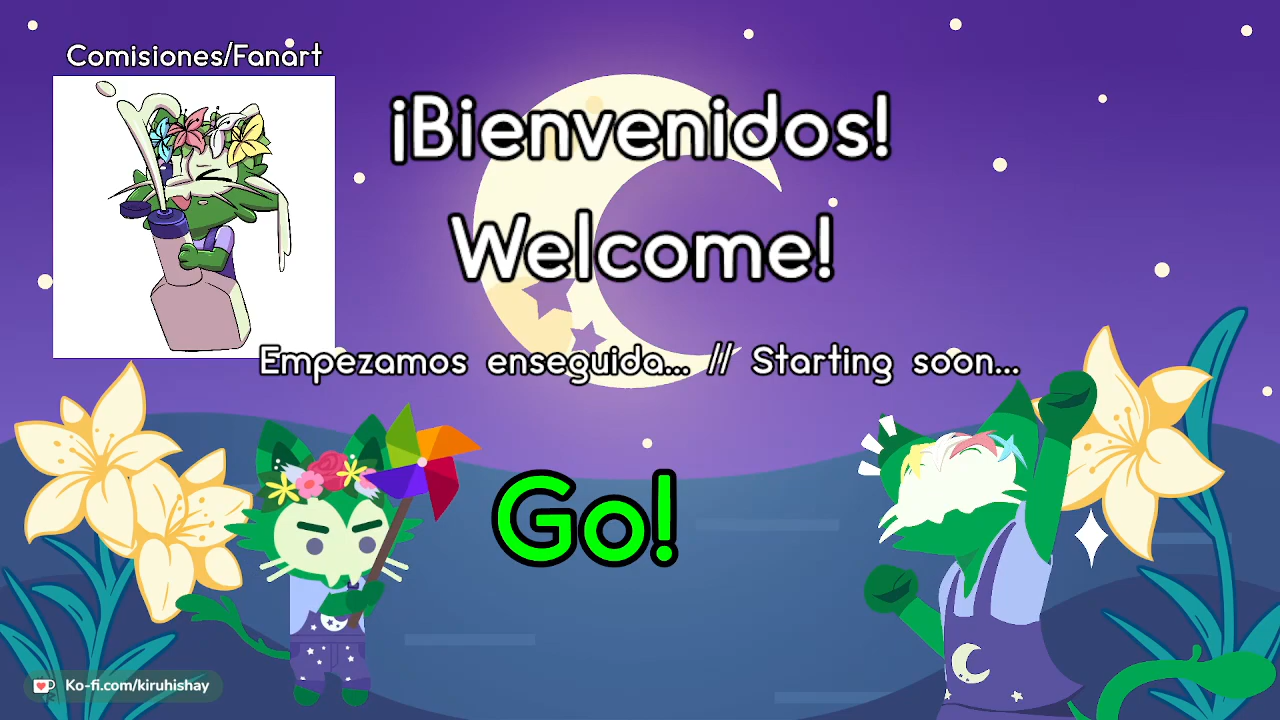 Comisiones/Fanart
¡Bienvenidos!
Welcome!
Empezamos enseguida... // Starting soon...
Go!
Ko-fi.com/kiruhishay